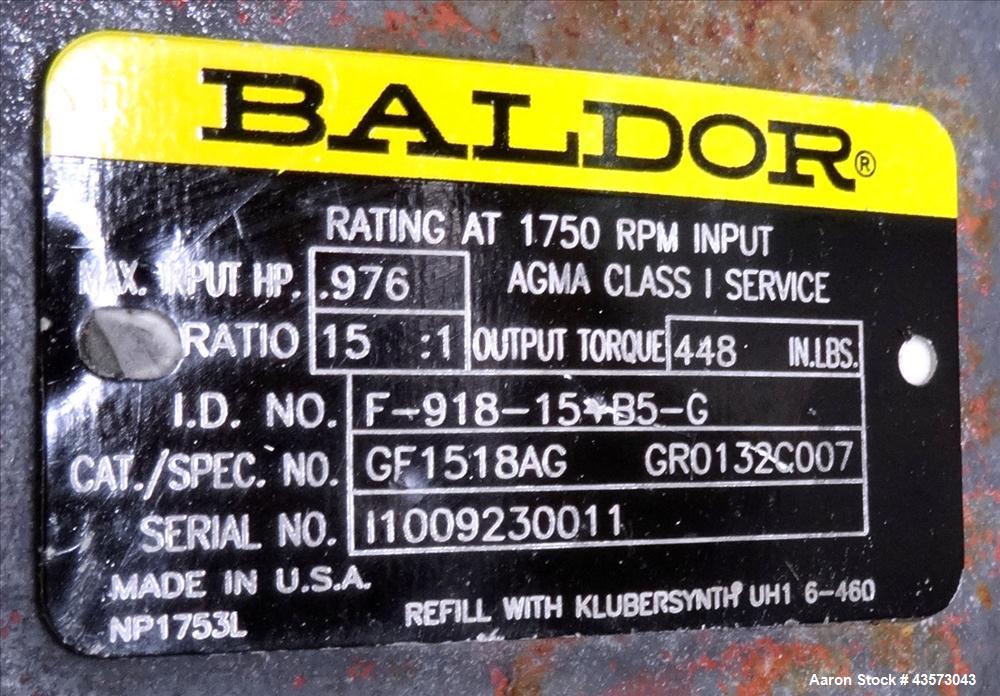 BALDOR®
RATING AT 1750 RPM INPUT
MAX. INPUT HP. .976 AGMA CLASS I SERVICE
RATIO 15 :1 OUTPUT TORQUE 448 IN.LBS.
I.D. NO. F-918-15-B5-G
CAT./SPEC. NO. GF1518AG GR0132C007
SERIAL NO. I1009230011
MADE IN U.S.A.
NP1753L REFILL WITH KLUBERSYNTH® UH1 6-460
Aaron Stock # 43573043